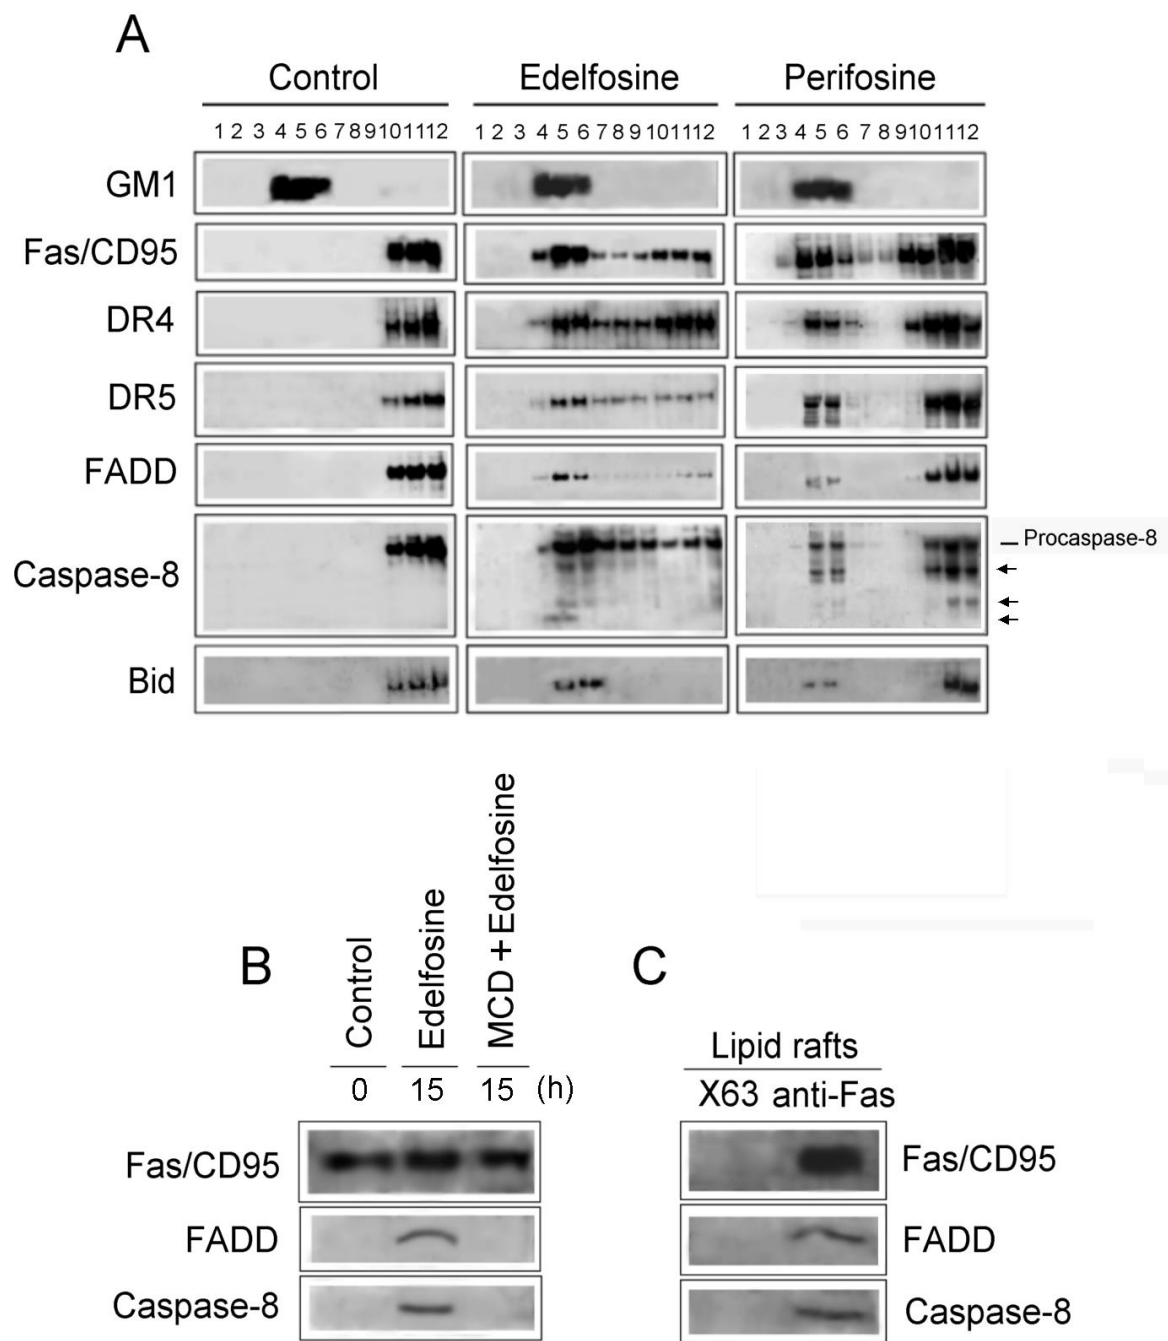 A
Control Edelfosine Perifosine
1 2 3 4 5 6 7 8 9 10 11 12 1 2 3 4 5 6 7 8 9 10 11 12 1 2 3 4 5 6 7 8 9 10 11 12
GM1
Fas/CD95
DR4
DR5
FADD
Caspase-8
Procaspase-8
Bid
B
Control
Edelfosine
MCD + Edelfosine
0 15 15 (h)
Fas/CD95
FADD
Caspase-8
C
Lipid rafts
X63 anti-Fas
Fas/CD95
FADD
Caspase-8